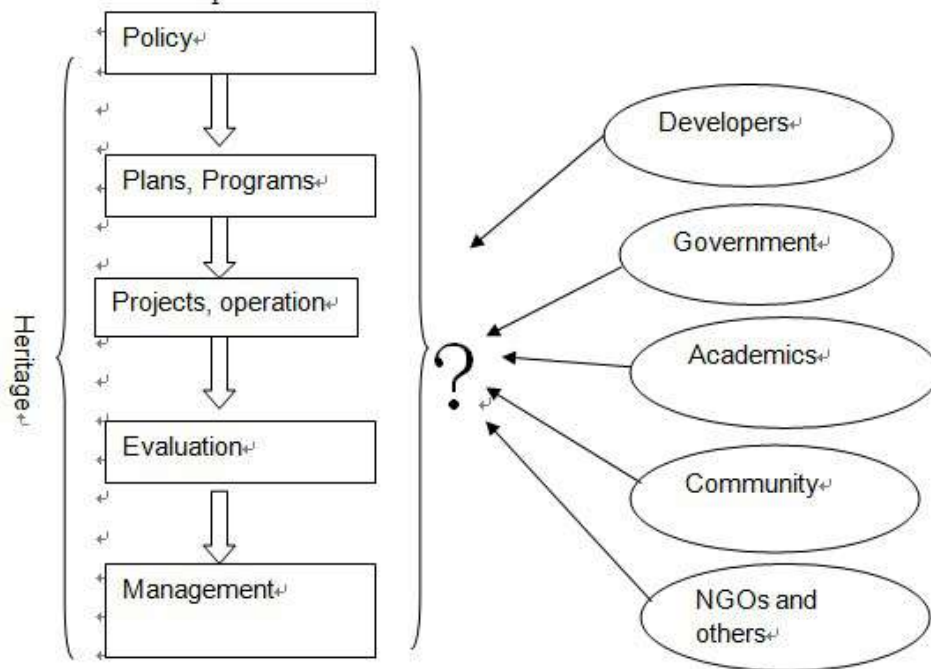 Policy
Plans, Programs
Projects, operation
Evaluation
Management
Heritage
?
Developers
Government
Academics
Community
NGOs and
others